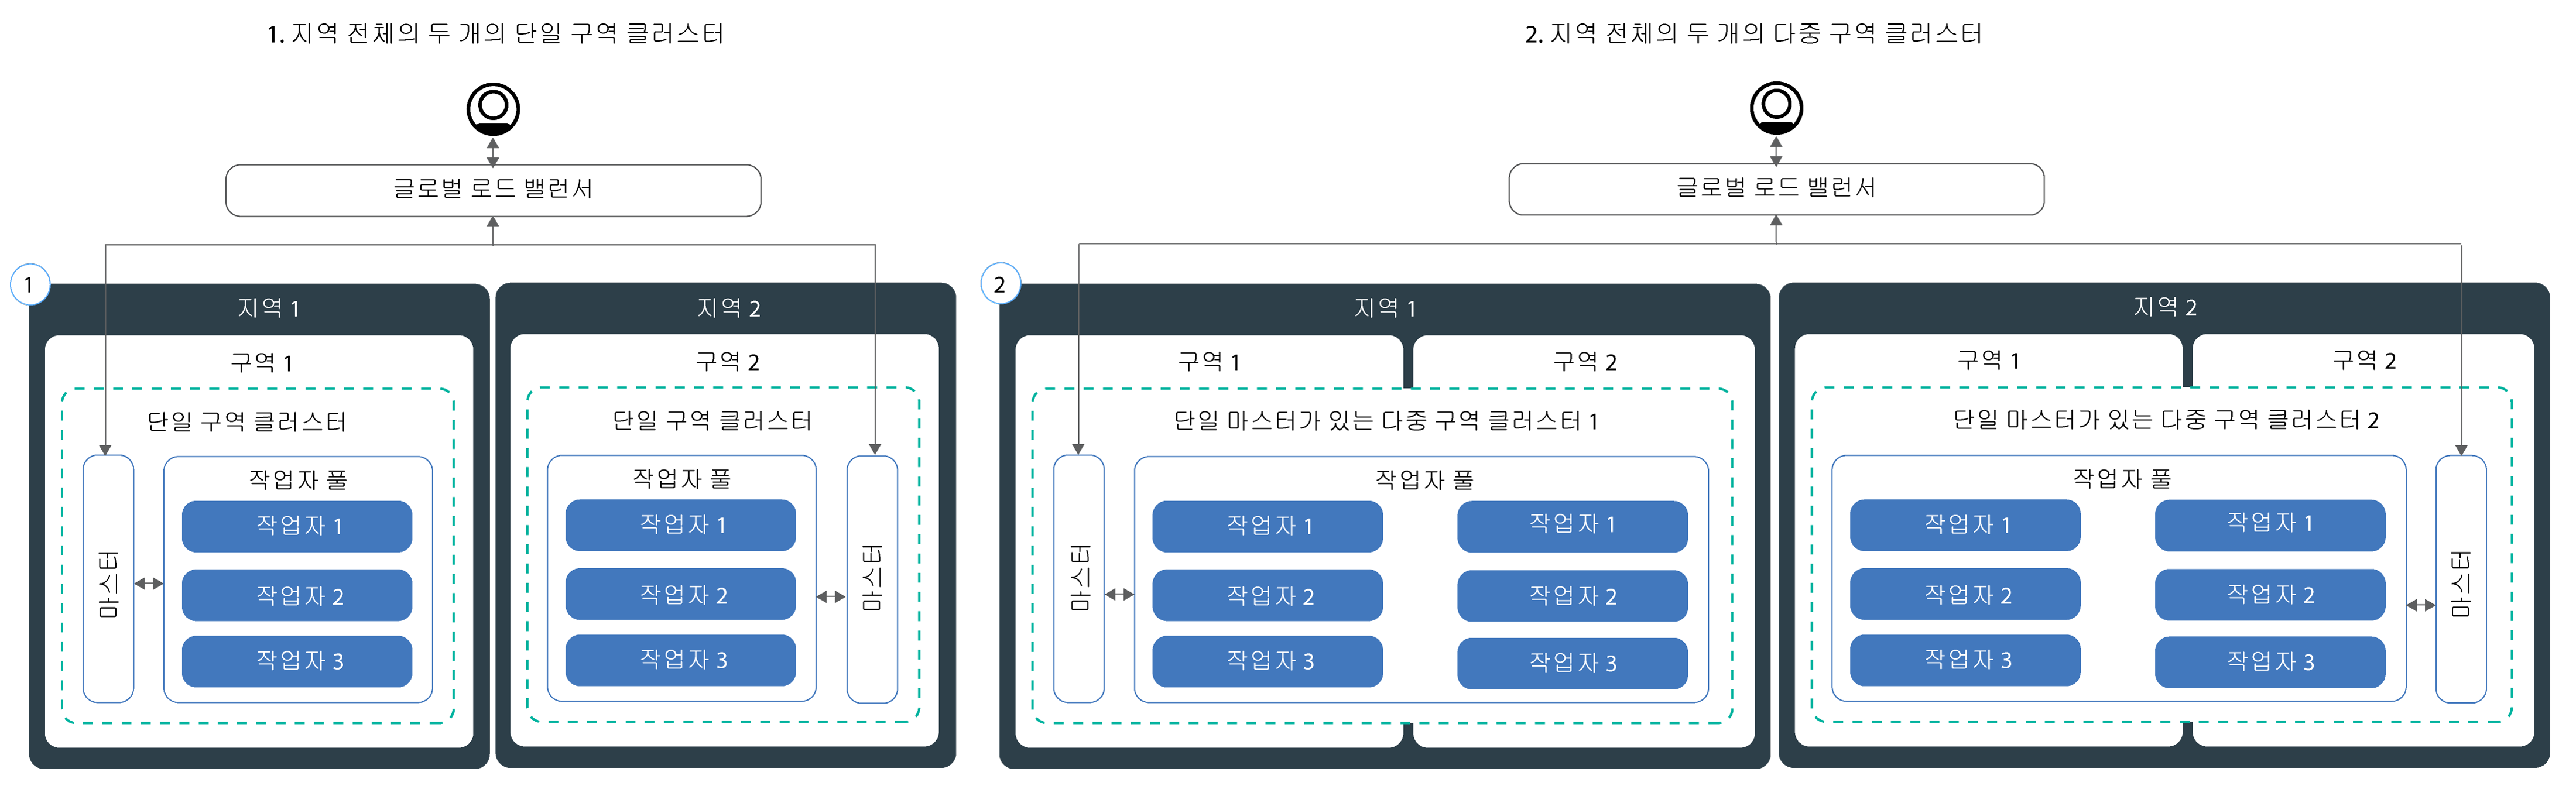 1. 지역 전체의 두 개의 단일 구역 클러스터
글로벌 로드 밸런서
1
지역 1
구역 1
단일 구역 클러스터
마스터
작업자 풀
작업자 1
작업자 2
작업자 3
지역 2
구역 2
단일 구역 클러스터
작업자 풀
작업자 1
작업자 2
작업자 3
마스터
2. 지역 전체의 두 개의 다중 구역 클러스터
글로벌 로드 밸런서
2
지역 1
구역 1
구역 2
단일 마스터가 있는 다중 구역 클러스터 1
마스터
작업자 풀
작업자 1
작업자 2
작업자 3
작업자 1
작업자 2
작업자 3
지역 2
구역 1
구역 2
단일 마스터가 있는 다중 구역 클러스터 2
작업자 풀
작업자 1
작업자 2
작업자 3
작업자 1
작업자 2
작업자 3
마스터